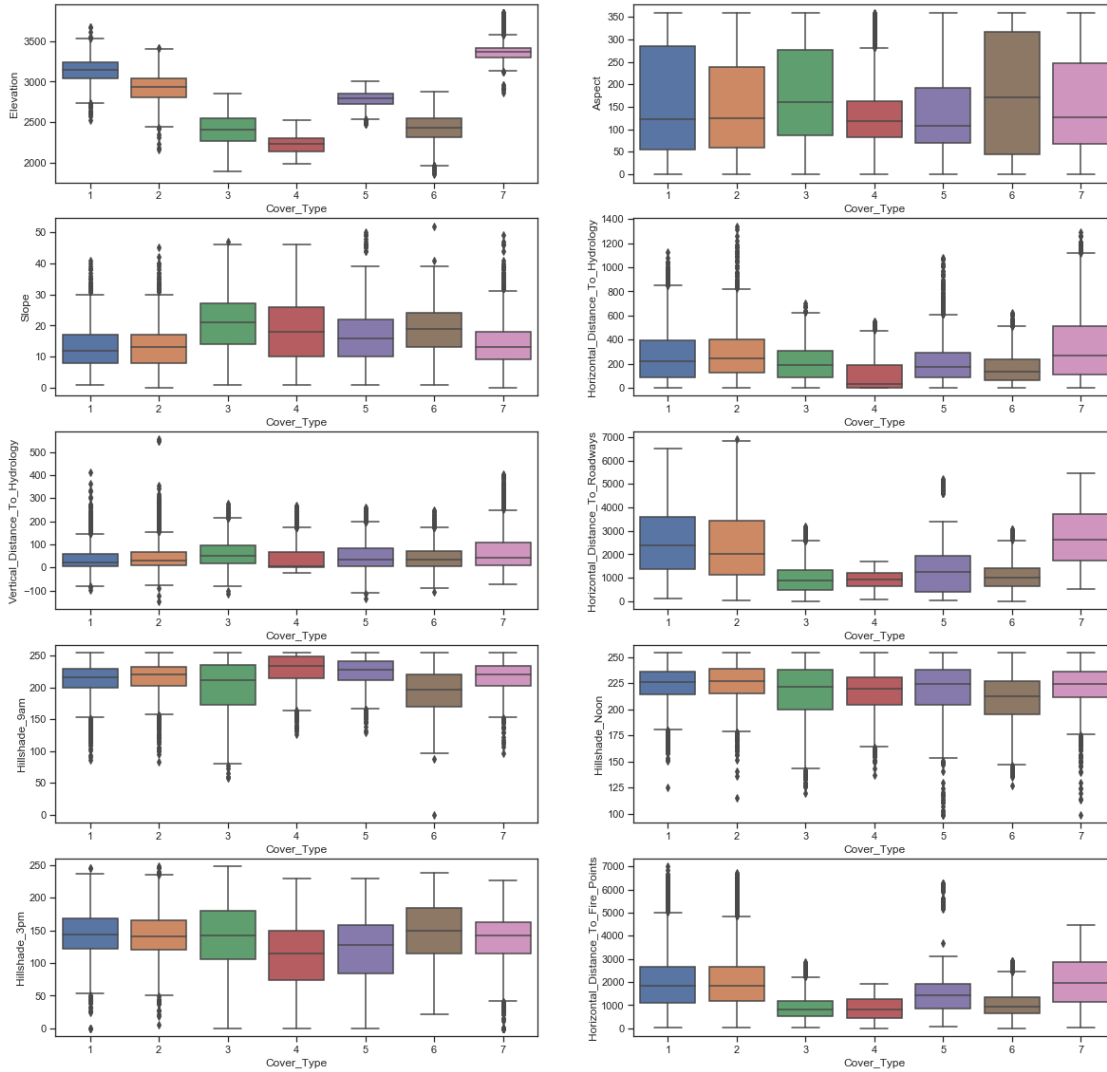 Elevation
3500
3000
2500
2000
1 2 3 4 5 6 7
Cover_Type
Aspect
350
300
250
200
150
100
50
0
1 2 3 4 5 6 7
Cover_Type
Slope
50
40
30
20
10
0
1 2 3 4 5 6 7
Cover_Type
Horizontal_Distance_To_Hydrology
1400
1200
1000
800
600
400
200
0
1 2 3 4 5 6 7
Cover_Type
Vertical_Distance_To_Hydrology
500
400
300
200
100
0
−100
1 2 3 4 5 6 7
Cover_Type
Horizontal_Distance_To_Roadways
7000
6000
5000
4000
3000
2000
1000
0
1 2 3 4 5 6 7
Cover_Type
Hillshade_9am
250
200
150
100
50
0
1 2 3 4 5 6 7
Cover_Type
Hillshade_Noon
250
225
200
175
150
125
100
1 2 3 4 5 6 7
Cover_Type
Hillshade_3pm
250
200
150
100
50
0
1 2 3 4 5 6 7
Cover_Type
Horizontal_Distance_To_Fire_Points
7000
6000
5000
4000
3000
2000
1000
0
1 2 3 4 5 6 7
Cover_Type